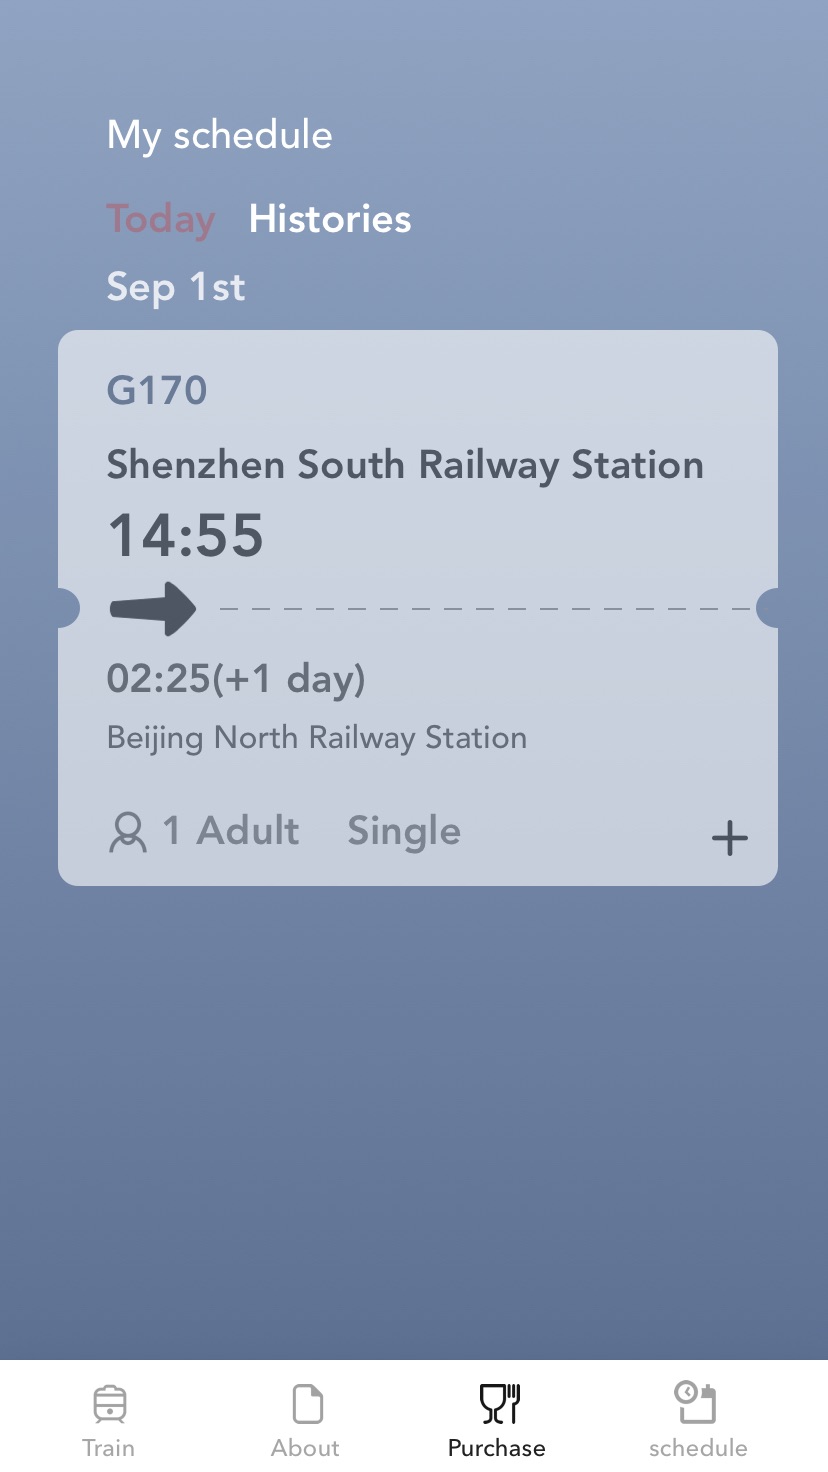 My schedule
Today Histories
Sep 1st
G170
Shenzhen South Railway Station
14:55
02:25(+1 day)
Beijing North Railway Station
1 Adult Single
Train About Purchase schedule